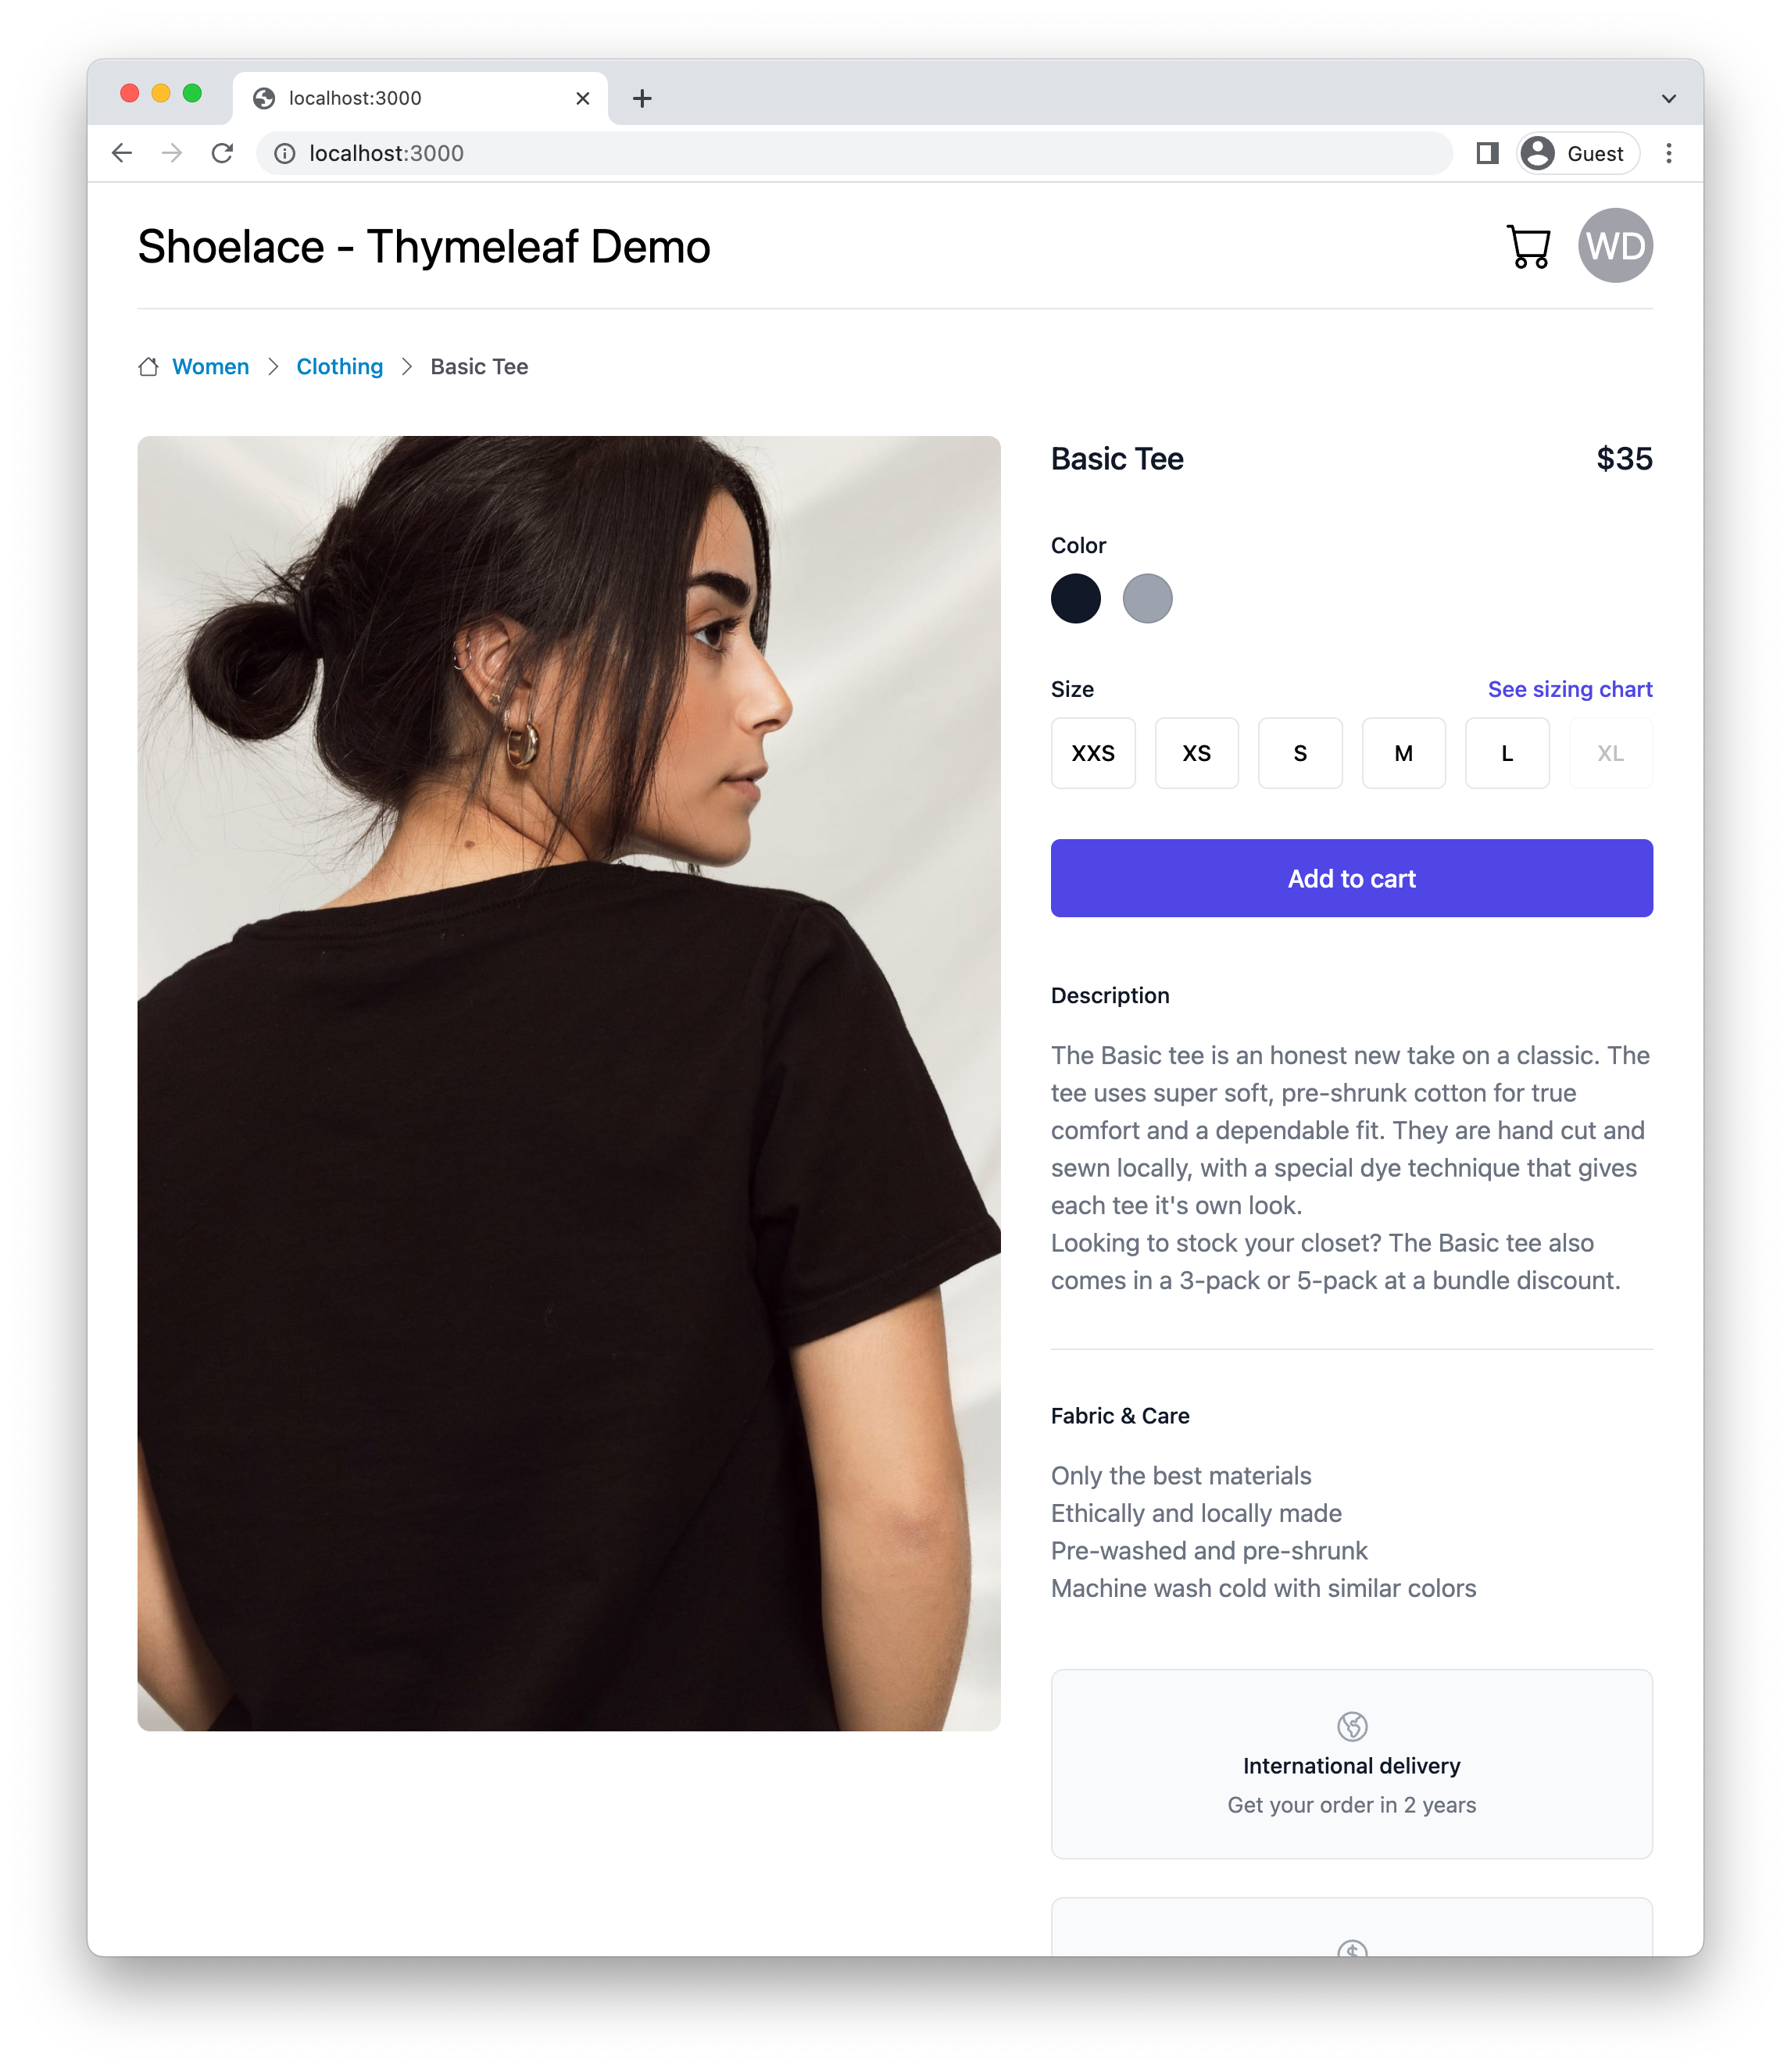 localhost:3000
localhost:3000
Guest
Shoelace - Thymeleaf Demo
WD
Women
Clothing
Basic Tee
Basic Tee
$35
Color
Size
See sizing chart
XXS
XS
S
M
L
XL
Add to cart
Description
The Basic tee is an honest new take on a classic. The
tee uses super soft, pre-shrunk cotton for true
comfort and a dependable fit. They are hand cut and
sewn locally, with a special dye technique that gives
each tee it's own look.
Looking to stock your closet? The Basic tee also
comes in a 3-pack or 5-pack at a bundle discount.
Fabric & Care
Only the best materials
Ethically and locally made
Pre-washed and pre-shrunk
Machine wash cold with similar colors
International delivery
Get your order in 2 years